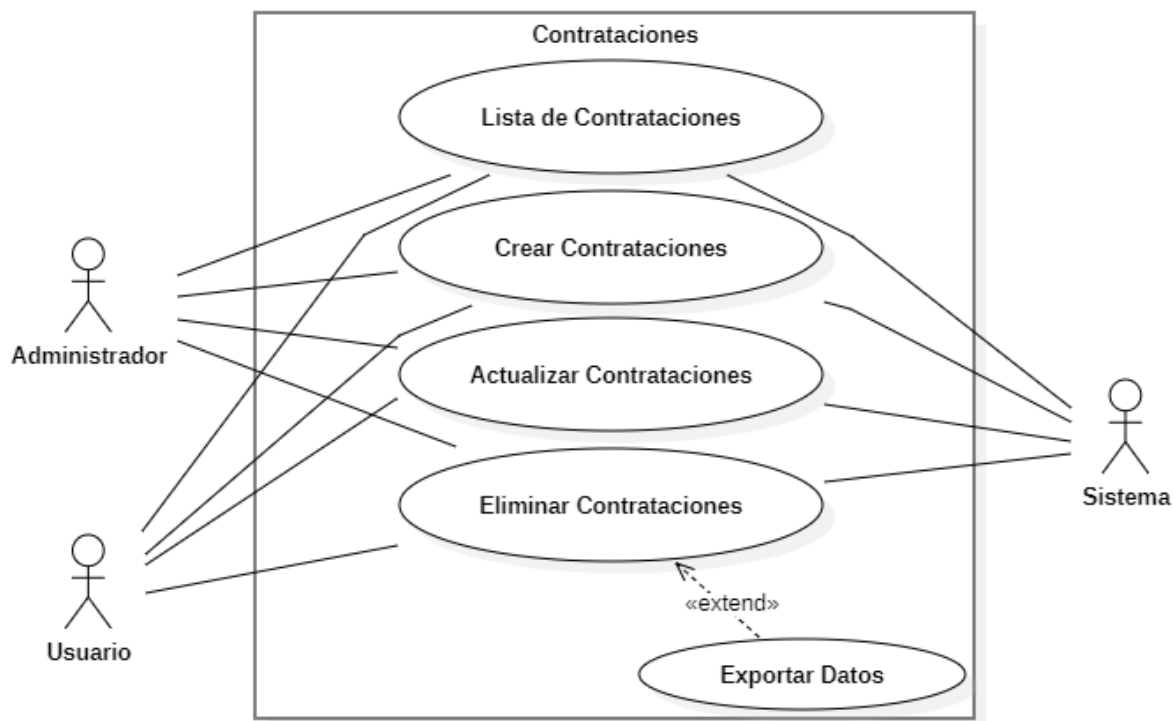 Contrataciones
Lista de Contrataciones
Crear Contrataciones
Administrador
Actualizar Contrataciones
Sistema
Eliminar Contrataciones
«extend»
Usuario
Exportar Datos